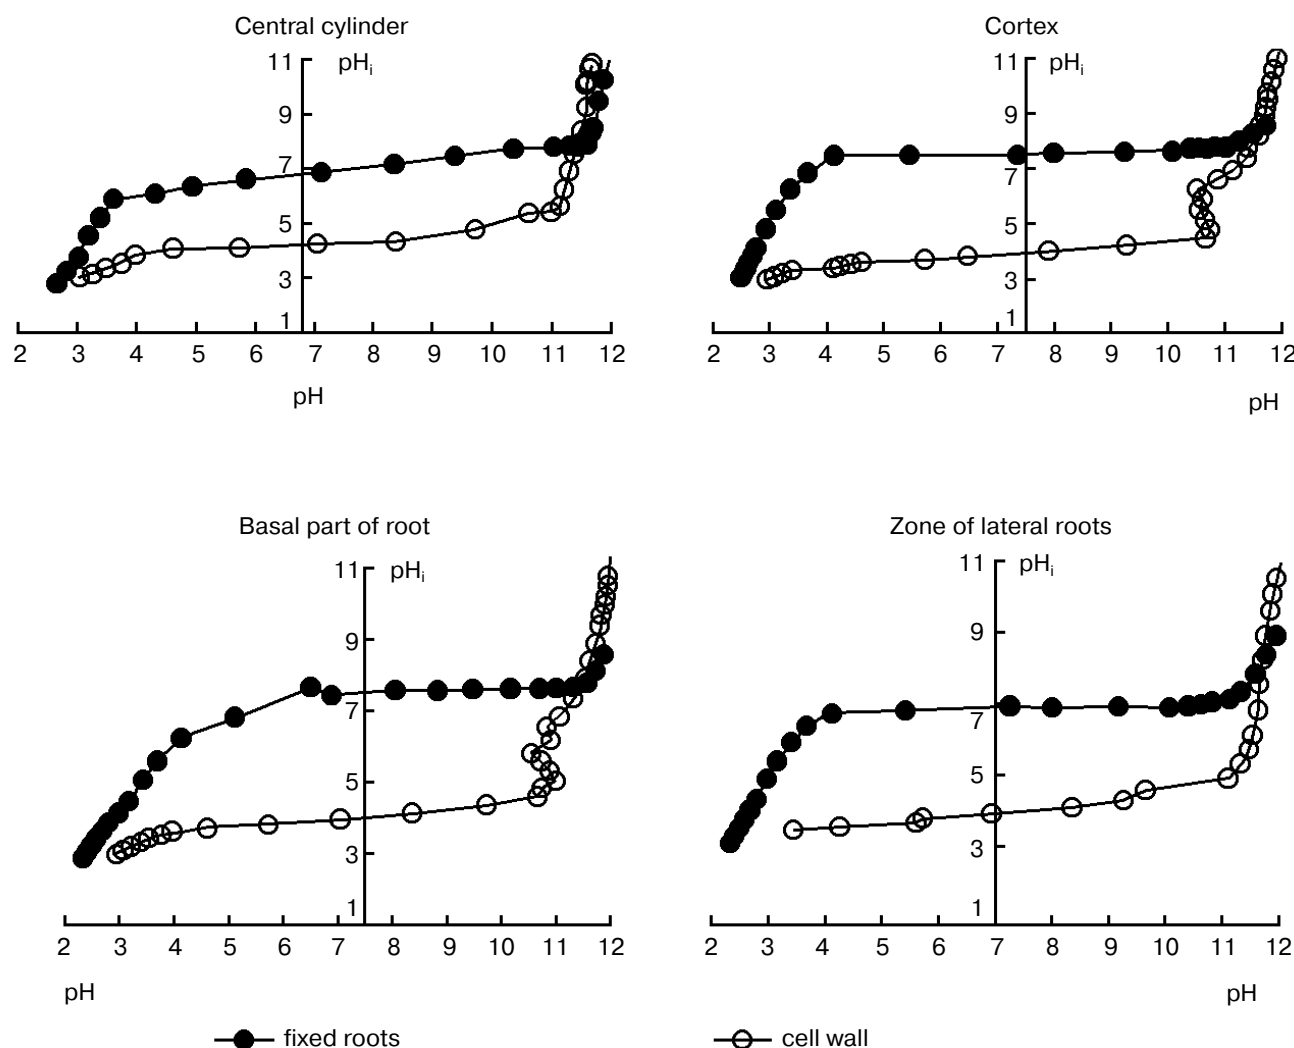 Central cylinder
Cortex
11
pHi
11
pHi
9
9
7
7
5
5
3
3
1
1
2 3 4 5 6 7 8 9 10 11 12
2 3 4 5 6 7 8 9 10 11 12
pH
pH
Basal part of root
Zone of lateral roots
11
pHi
11
pHi
9
9
7
7
5
5
3
3
1
1
2 3 4 5 6 7 8 9 10 11 12
2 3 4 5 6 7 8 9 10 11 12
pH
pH
fixed roots
cell wall